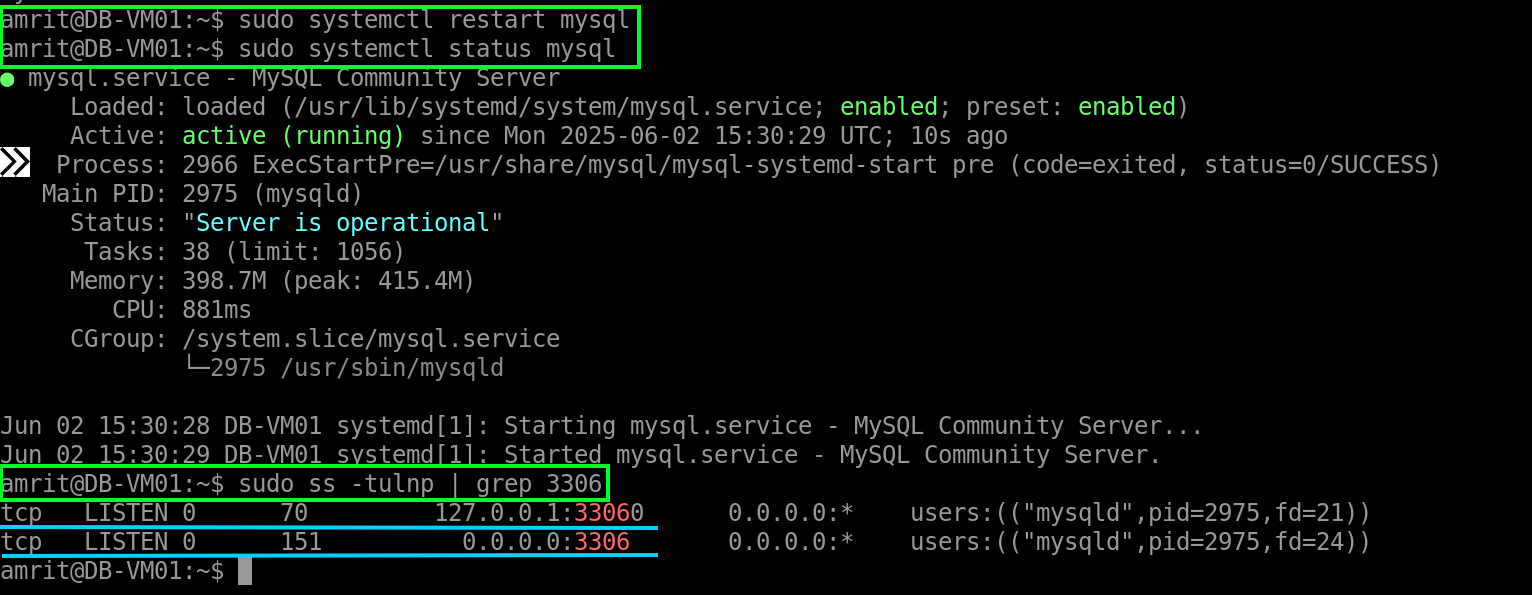 amrit@DB-VM01:~$ sudo systemctl restart mysql
amrit@DB-VM01:~$ sudo systemctl status mysql
● mysql.service - MySQL Community Server
     Loaded: loaded (/usr/lib/systemd/system/mysql.service; enabled; preset: enabled)
     Active: active (running) since Mon 2025-06-02 15:30:29 UTC; 10s ago
    Process: 2966 ExecStartPre=/usr/share/mysql/mysql-systemd-start pre (code=exited, status=0/SUCCESS)
   Main PID: 2975 (mysqld)
     Status: "Server is operational"
      Tasks: 38 (limit: 1056)
     Memory: 398.7M (peak: 415.4M)
        CPU: 881ms
     CGroup: /system.slice/mysql.service
             └─2975 /usr/sbin/mysqld
Jun 02 15:30:28 DB-VM01 systemd[1]: Starting mysql.service - MySQL Community Server...
Jun 02 15:30:29 DB-VM01 systemd[1]: Started mysql.service - MySQL Community Server.
amrit@DB-VM01:~$ sudo ss -tulnp | grep 3306
tcp   LISTEN 0      70         127.0.0.1:33060      0.0.0.0:*    users:(("mysqld",pid=2975,fd=21))
tcp   LISTEN 0      151          0.0.0.0:3306       0.0.0.0:*    users:(("mysqld",pid=2975,fd=24))
amrit@DB-VM01:~$